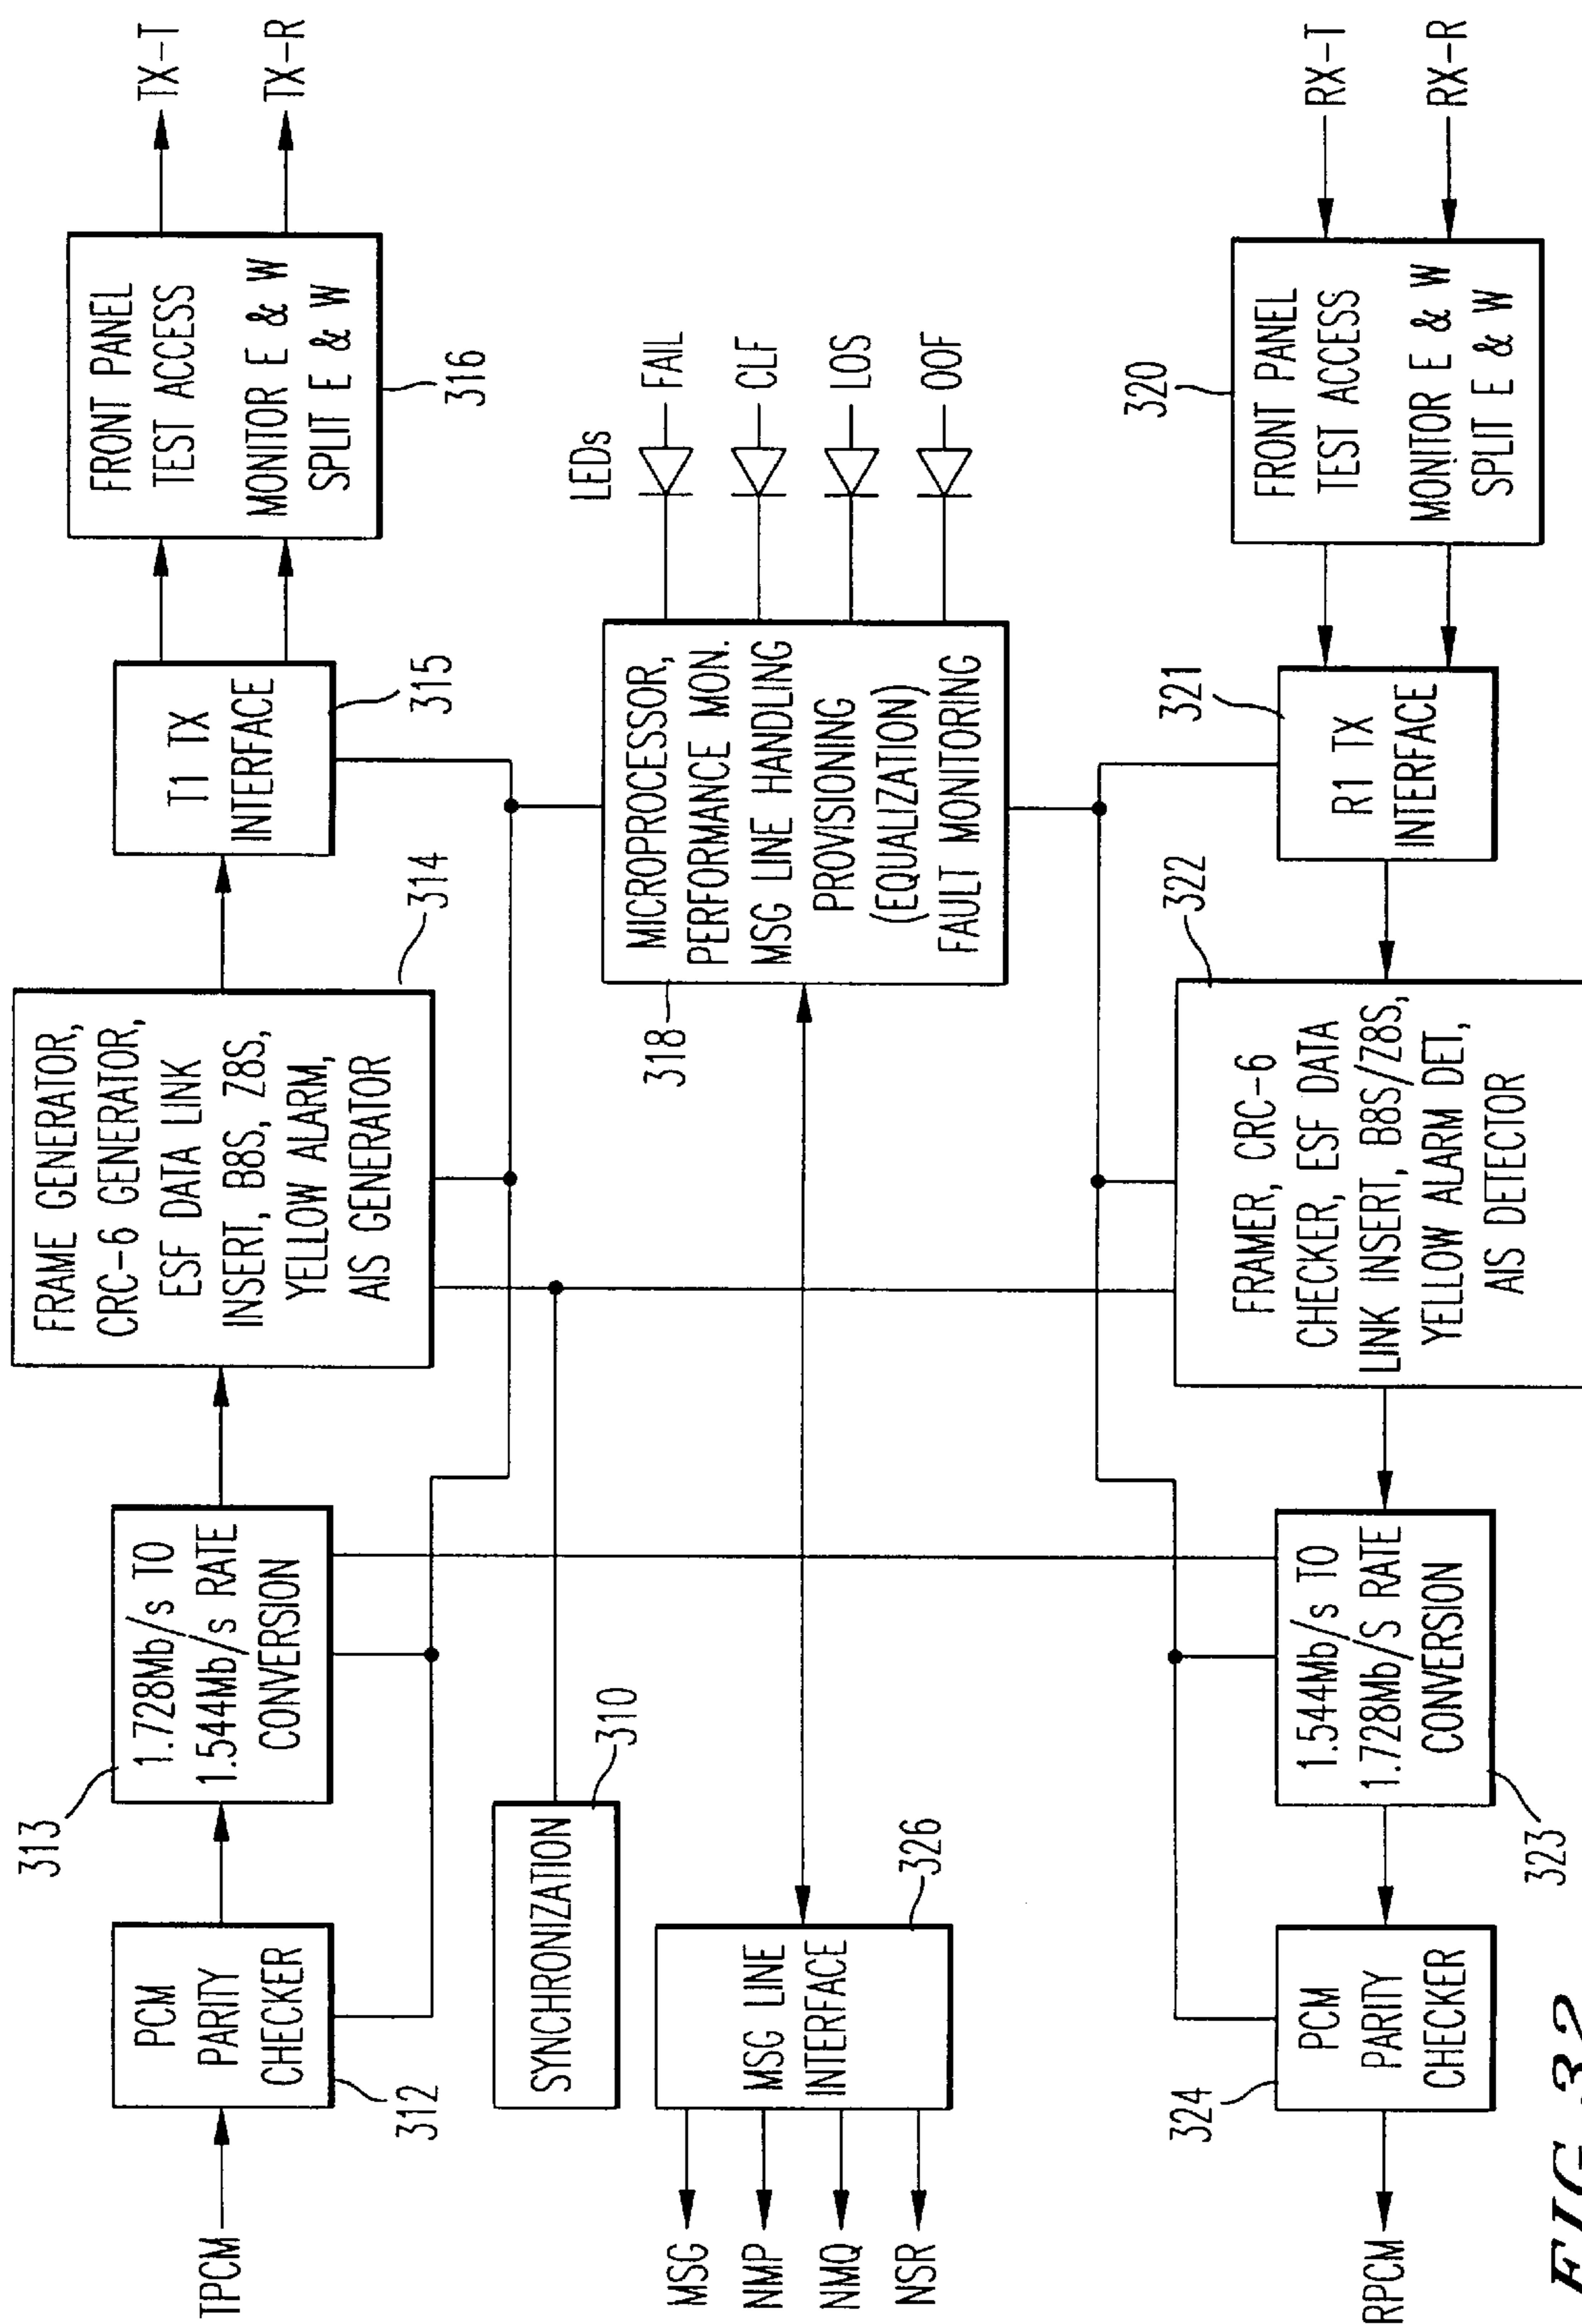 TPCM
PCM
PARITY
CHECKER
312
313
1.728Mb/s TO
1.544Mb/s RATE
CONVERSION
FRAME GENERATOR,
CRC-6 GENERATOR,
ESF DATA LINK
INSERT, B8S, Z8S,
YELLOW ALARM,
AIS GENERATOR
314
T1 TX
INTERFACE
315
FRONT PANEL
TEST ACCESS
MONITOR E & W
SPLIT E & W
316
TX-T
TX-R
SYNCHRONIZATION
310
MSG
NMP
NMQ
NSR
MSG LINE
INTERFACE
326
318
MICROPROCESSOR,
PERFORMANCE MON.
MSG LINE HANDLING
PROVISIONING
(EQUALIZATION)
FAULT MONITORING
LEDs
FAIL
CLF
LOS
OOF
RPCM
324
PCM
PARITY
CHECKER
1.544Mb/s TO
1.728Mb/S RATE
CONVERSION
323
322
FRAMER, CRC-6
CHECKER, ESF DATA
LINK INSERT, B8S/Z8S,
YELLOW ALARM DET,
AIS DETECTOR
321
R1 TX
INTERFACE
320
FRONT PANEL
TEST ACCESS
MONITOR E & W
SPLIT E & W
RX-T
RX-R
FIG.32